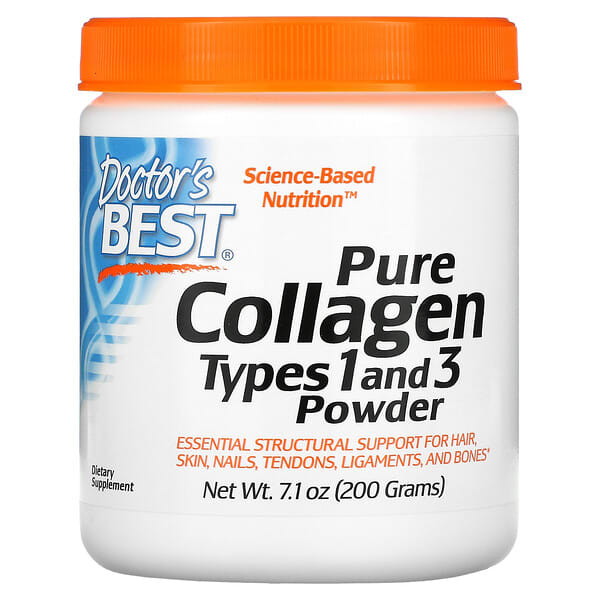 Doctor's
BEST®
Science-Based
Nutrition™
Pure
Collagen
Types 1 and 3
Powder
ESSENTIAL STRUCTURAL SUPPORT FOR HAIR,
SKIN, NAILS, TENDONS, LIGAMENTS, AND BONES*
Dietary
Supplement
Net Wt. 7.1 oz (200 Grams)